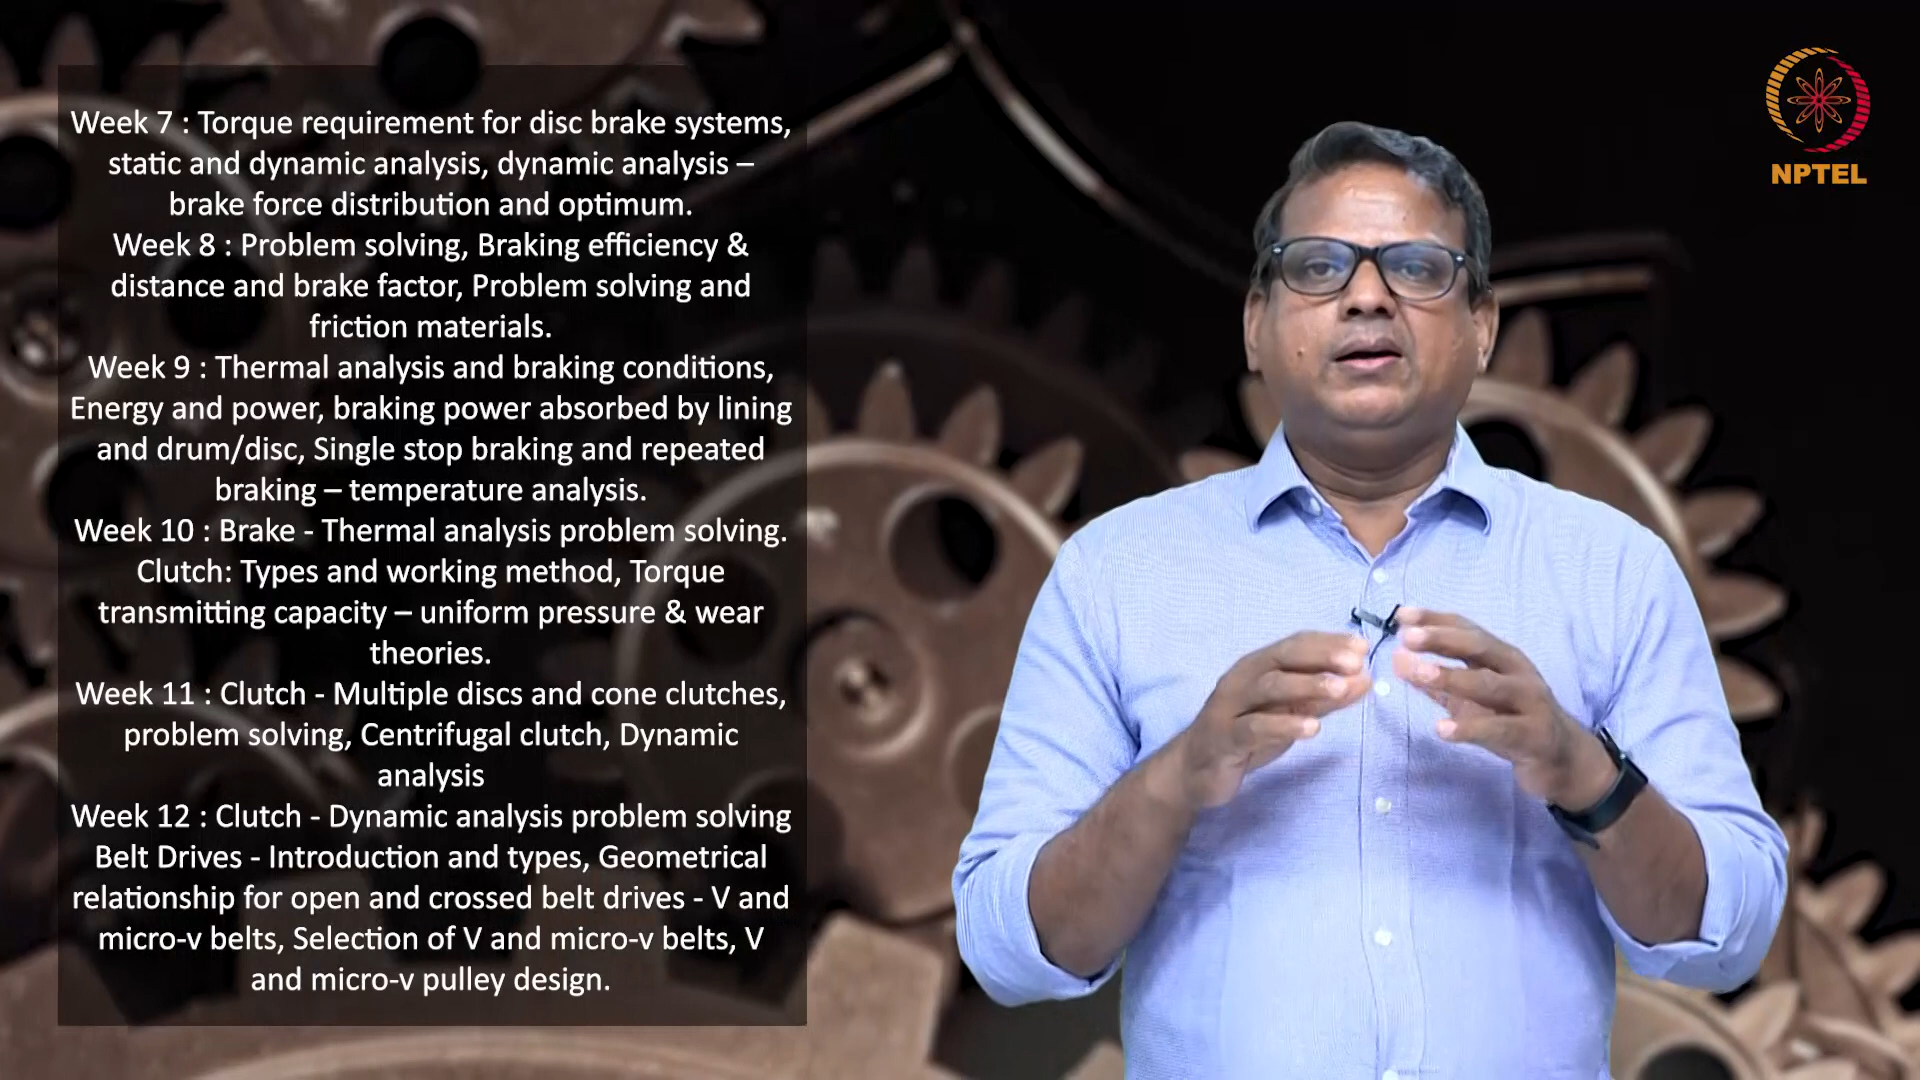 Week 7 : Torque requirement for disc brake systems,
static and dynamic analysis, dynamic analysis –
brake force distribution and optimum.
Week 8 : Problem solving, Braking efficiency &
distance and brake factor, Problem solving and
friction materials.
Week 9 : Thermal analysis and braking conditions,
Energy and power, braking power absorbed by lining
and drum/disc, Single stop braking and repeated
braking – temperature analysis.
Week 10 : Brake - Thermal analysis problem solving.
Clutch: Types and working method, Torque
transmitting capacity – uniform pressure & wear
theories.
Week 11 : Clutch - Multiple discs and cone clutches,
problem solving, Centrifugal clutch, Dynamic
analysis
Week 12 : Clutch - Dynamic analysis problem solving
Belt Drives - Introduction and types, Geometrical
relationship for open and crossed belt drives - V and
micro-v belts, Selection of V and micro-v belts, V
and micro-v pulley design.
NPTEL